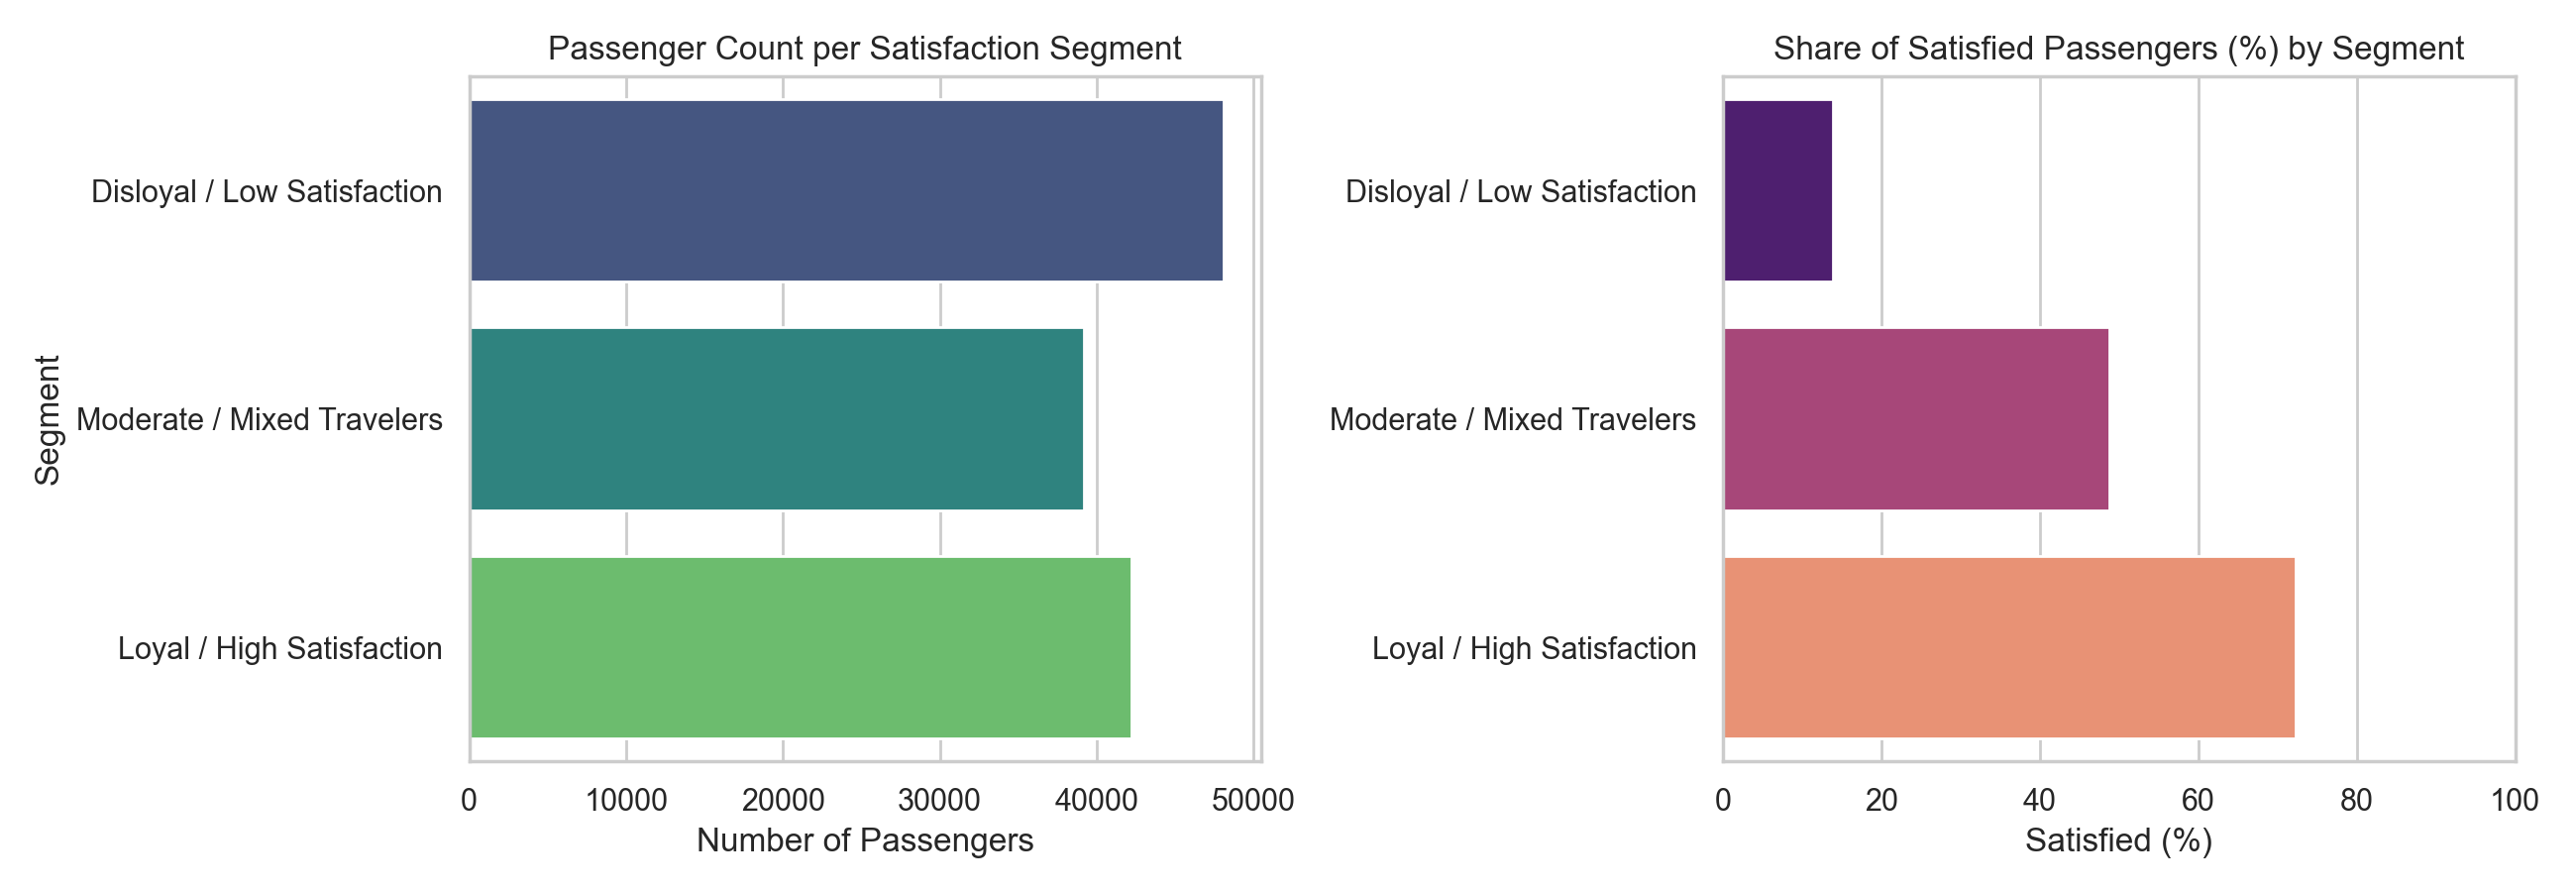 Passenger Count per Satisfaction Segment
Segment
Disloyal / Low Satisfaction
Moderate / Mixed Travelers
Loyal / High Satisfaction
0 10000 20000 30000 40000 50000
Number of Passengers
Share of Satisfied Passengers (%) by Segment
Disloyal / Low Satisfaction
Moderate / Mixed Travelers
Loyal / High Satisfaction
0 20 40 60 80 100
Satisfied (%)